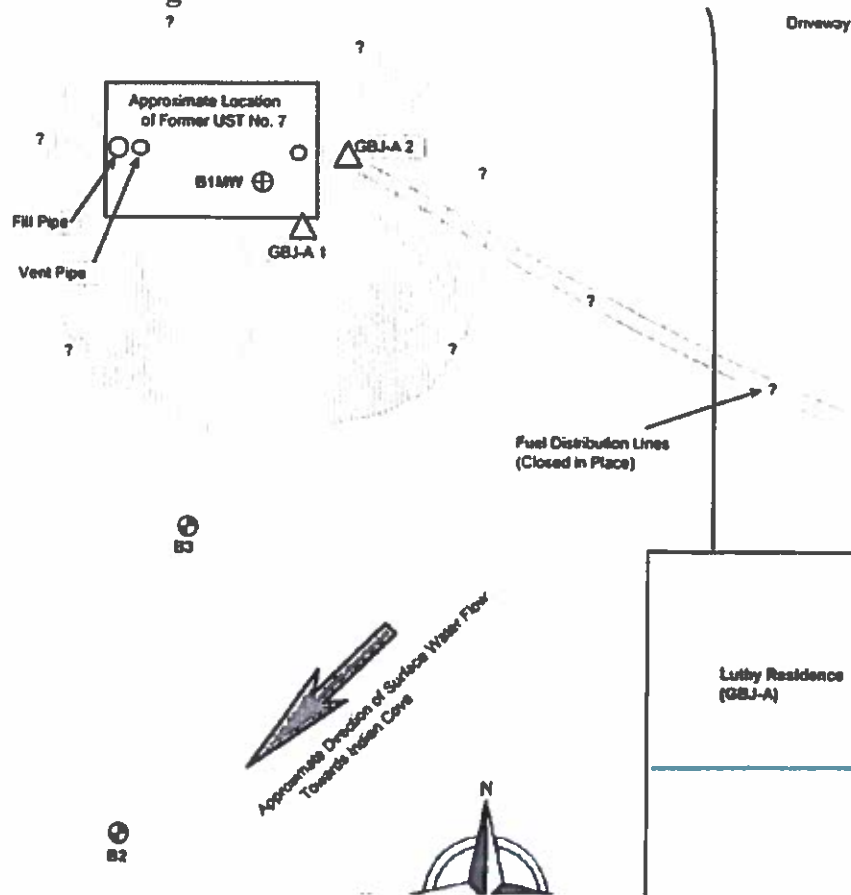 ?
?
Driveway
Approximate Location
of Former UST No. 7
?
GBJ-A 2
?
B1MW
Fill Pipe
GBJ-A 1
Vent Pipe
?
?
?
?
Fuel Distribution Lines
(Closed in Place)
B3
Approximate Direction of Surface Water Flow
Towards Indian Cove
Luthy Residence
(GBJ-A)
N
B2